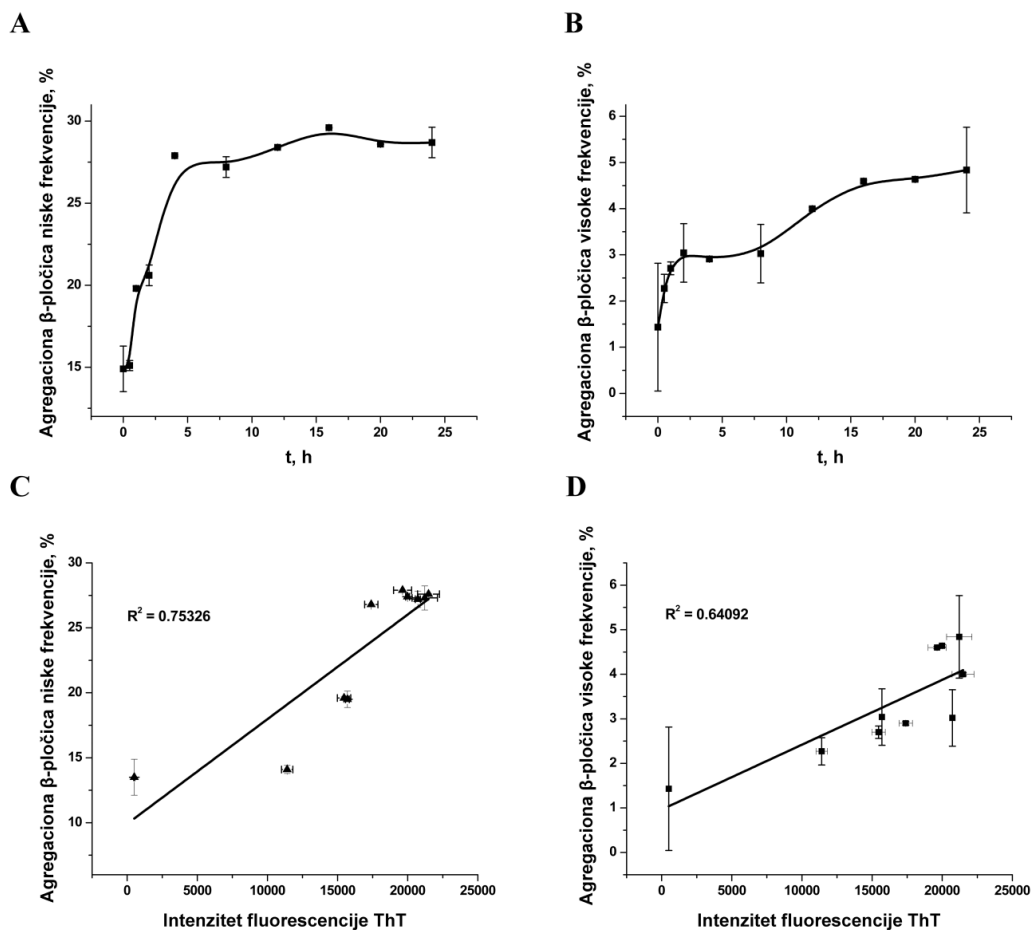 A
Agregaciona β-pločica niske frekvencije, %
30
25
20
15
0 5 10 15 20 25
t, h
B
Agregaciona β-pločica visoke frekvencije, %
6
5
4
3
2
1
0
0 5 10 15 20 25
t, h
C
Agregaciona β-pločica niske frekvencije, %
30
25
20
15
10
R² = 0.75326
0 5000 10000 15000 20000 25000
Intenzitet fluorescencije ThT
D
Agregaciona β-pločica visoke frekvencije, %
6
5
4
3
2
1
0
R² = 0.64092
0 5000 10000 15000 20000 25000
Intenzitet fluorescencije ThT